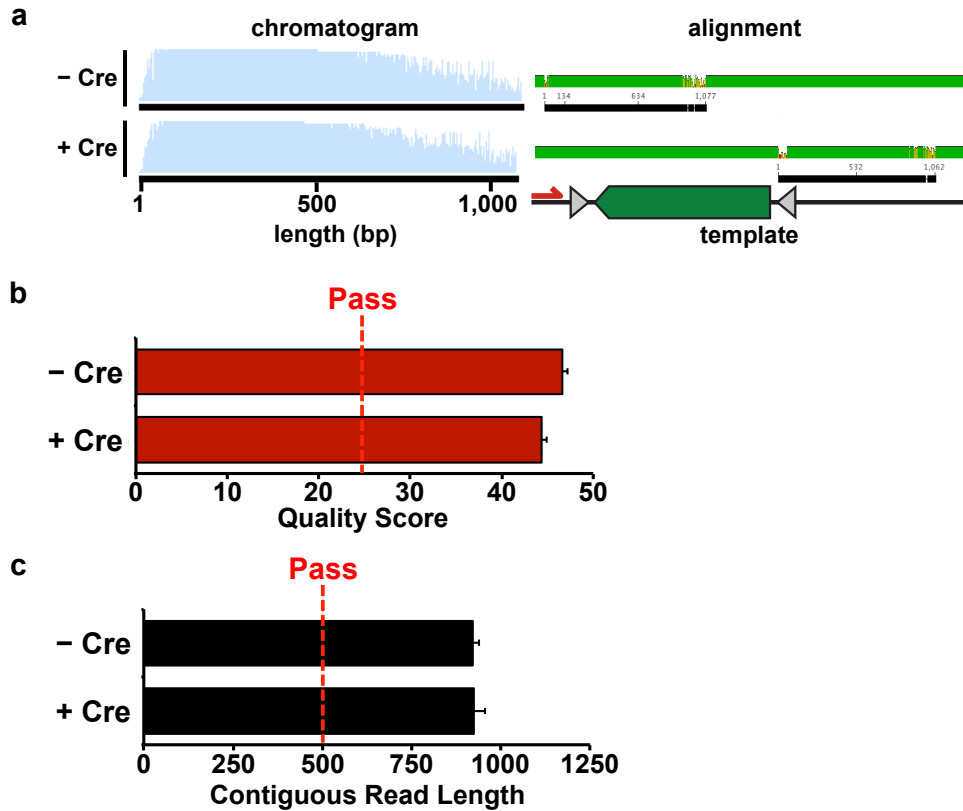 a
chromatogram
alignment
− Cre
1 134 634 1,077
+ Cre
1 532 1,062
1 500 1,000
length (bp)
template
b
Pass
− Cre
+ Cre
0 10 20 30 40 50
Quality Score
c
Pass
− Cre
+ Cre
0 250 500 750 1000 1250
Contiguous Read Length